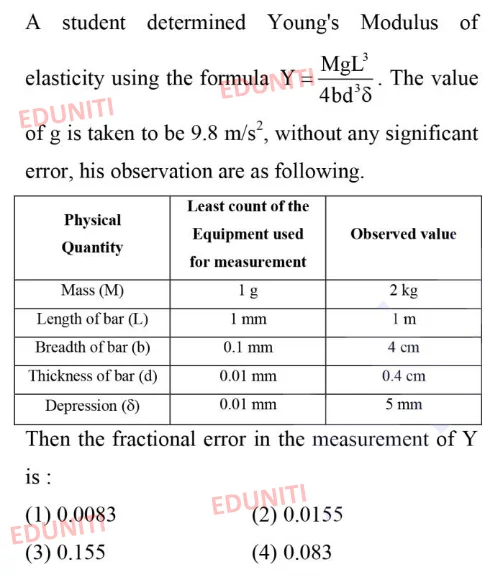 A student determined Young's Modulus of
elasticity using the formula Y = MgL³/4bd³δ. The value
EDUNITI
EDUNITI
of g is taken to be 9.8 m/s², without any significant
error, his observation are as following.
Physical Quantity | Least count of the Equipment used for measurement | Observed value
Mass (M) | 1 g | 2 kg
Length of bar (L) | 1 mm | 1 m
Breadth of bar (b) | 0.1 mm | 4 cm
Thickness of bar (d) | 0.01 mm | 0.4 cm
Depression (δ) | 0.01 mm | 5 mm
Then the fractional error in the measurement of Y
is :
(1) 0.0083 (2) 0.0155
EDUNITI
EDUNITI
(3) 0.155 (4) 0.083